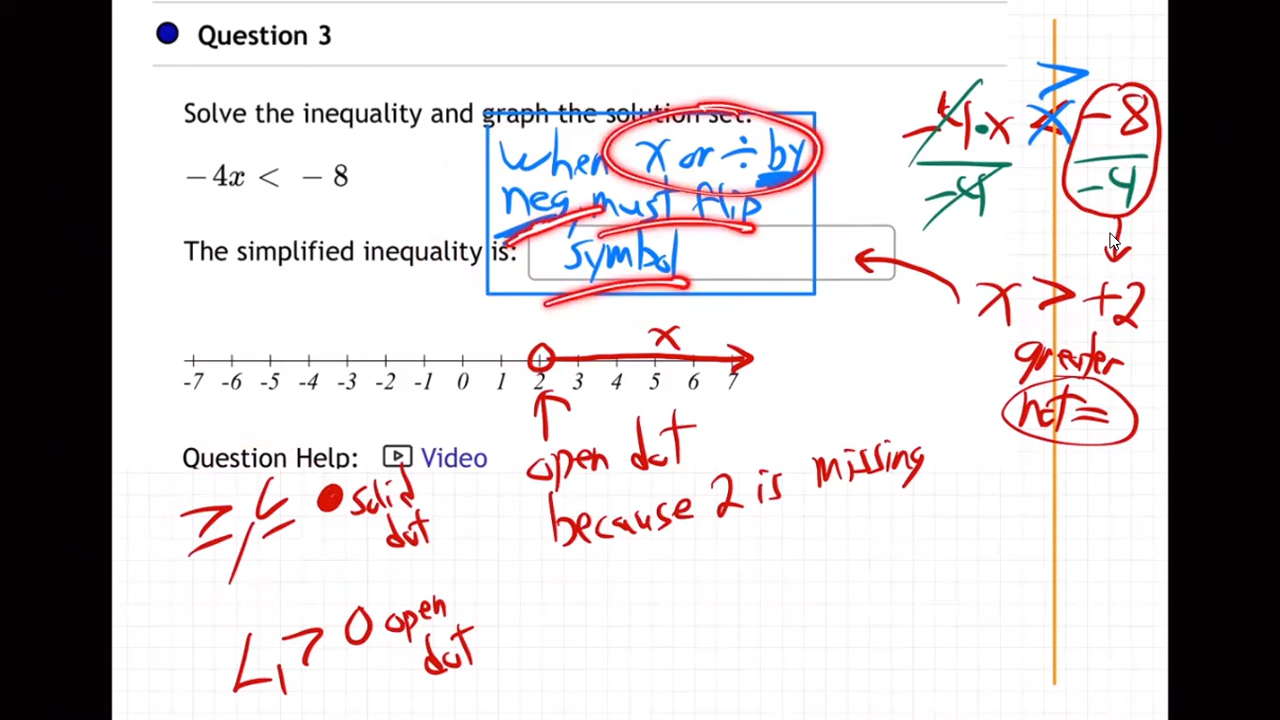 Question 3
Solve the inequality and graph the solution set.
−4x < −8
When x or ÷ by
neg, must flip
symbol
The simplified inequality is:
>
-4·x < -8
-4 -4
x > +2
greater
not =
x
-7 -6 -5 -4 -3 -2 -1 0 1 2 3 4 5 6 7
open dot
because 2 is missing
Question Help: Video
≥, ≤ solid
dot
<, > open
dot